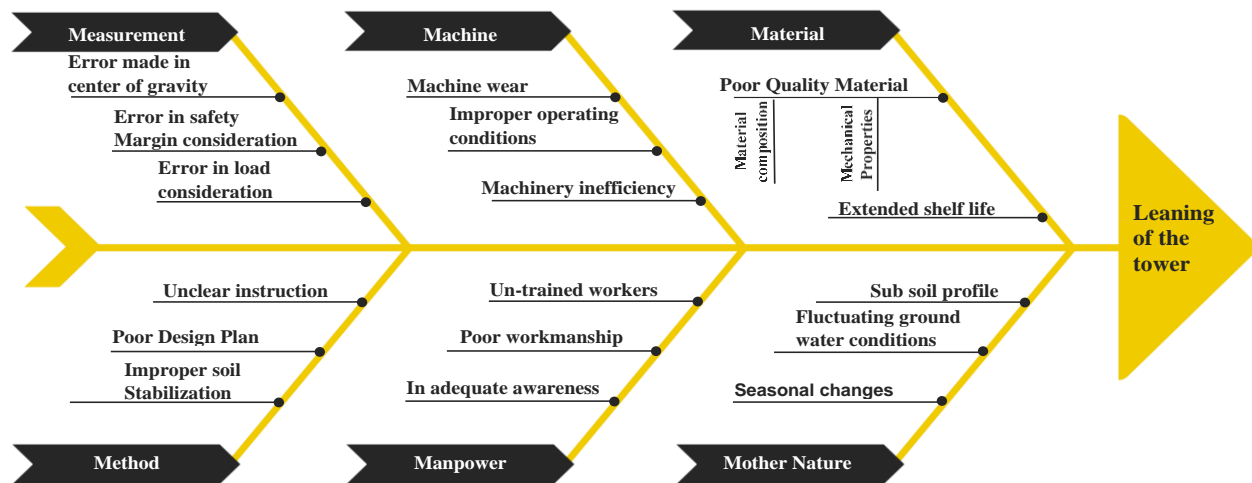 Measurement
Error made in
center of gravity
Error in safety
Margin consideration
Error in load
consideration
Machine
Machine wear
Improper operating
conditions
Machinery inefficiency
Material
Poor Quality Material
Material
composition
Mechanical
Properties
Extended shelf life
Leaning
of the
tower
Unclear instruction
Poor Design Plan
Improper soil
Stabilization
Method
Un-trained workers
Poor workmanship
In adequate awareness
Manpower
Sub soil profile
Fluctuating ground
water conditions
Seasonal changes
Mother Nature